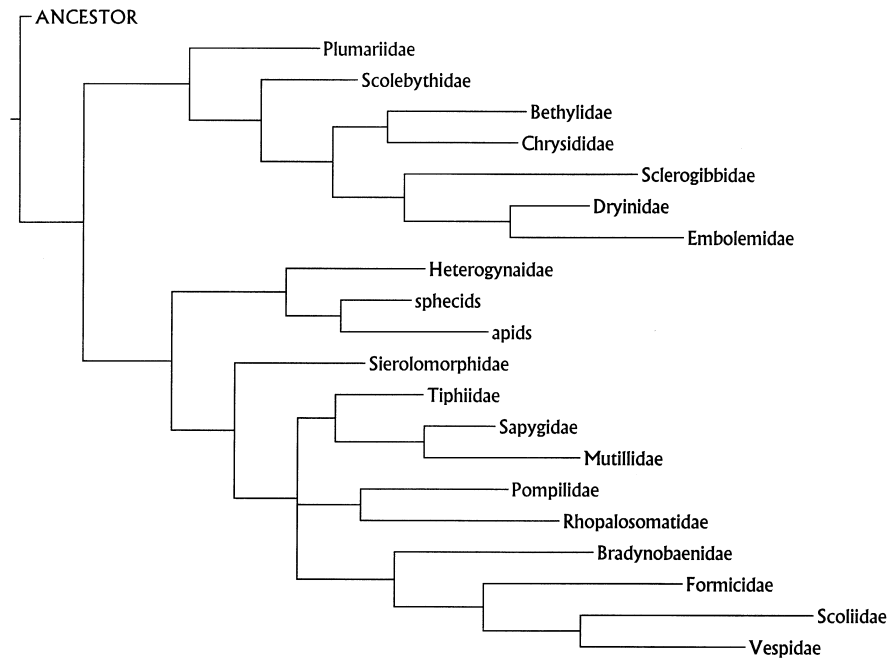 ANCESTOR
Plumariidae
Scolebythidae
Bethylidae
Chrysididae
Sclerogibbidae
Dryinidae
Embolemidae
Heterogynaidae
sphecids
apids
Sierolomorphidae
Tiphiidae
Sapygidae
Mutillidae
Pompilidae
Rhopalosomatidae
Bradynobaenidae
Formicidae
Scoliidae
Vespidae